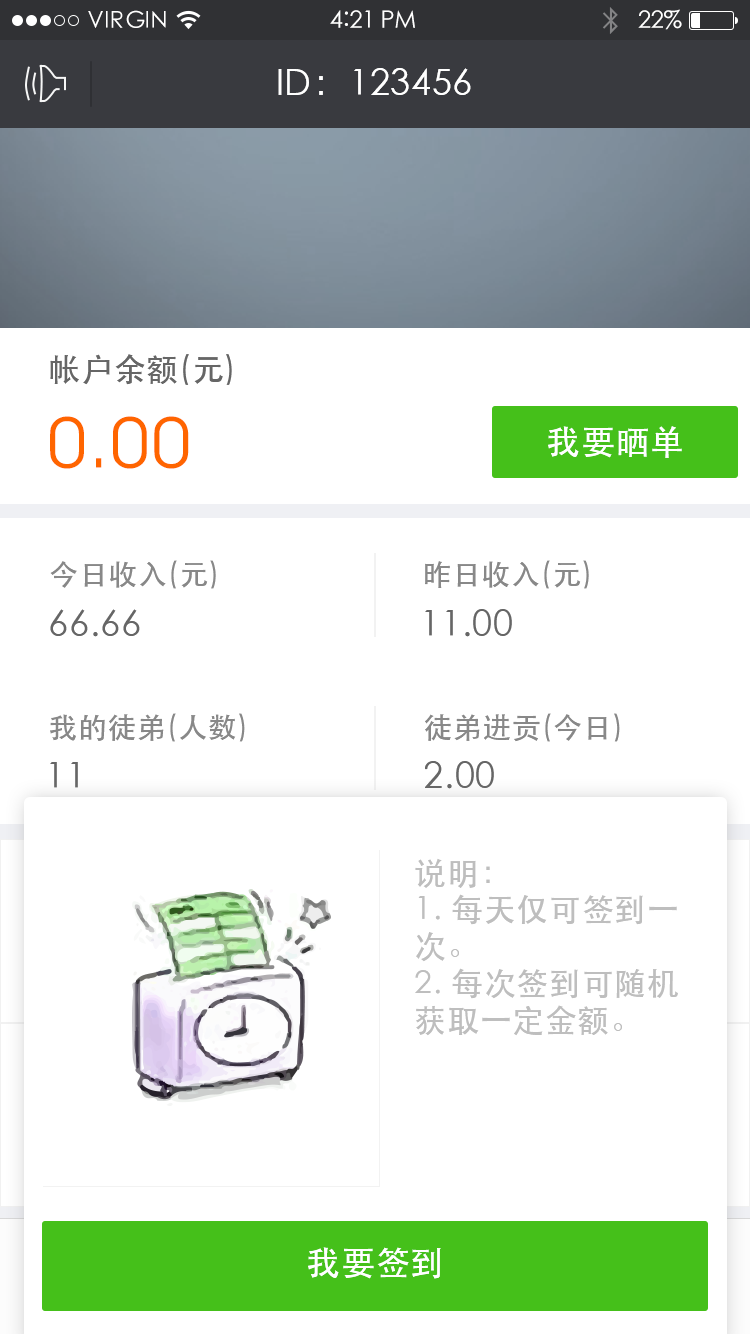 VIRGIN 4:21 PM 22%
ID：123456
帐户余额(元)
0.00
我要晒单
今日收入(元) 昨日收入(元)
66.66 11.00
我的徒弟(人数) 徒弟进贡(今日)
11 2.00
说明：
1. 每天仅可签到一
次。
2. 每次签到可随机
获取一定金额。
我要签到